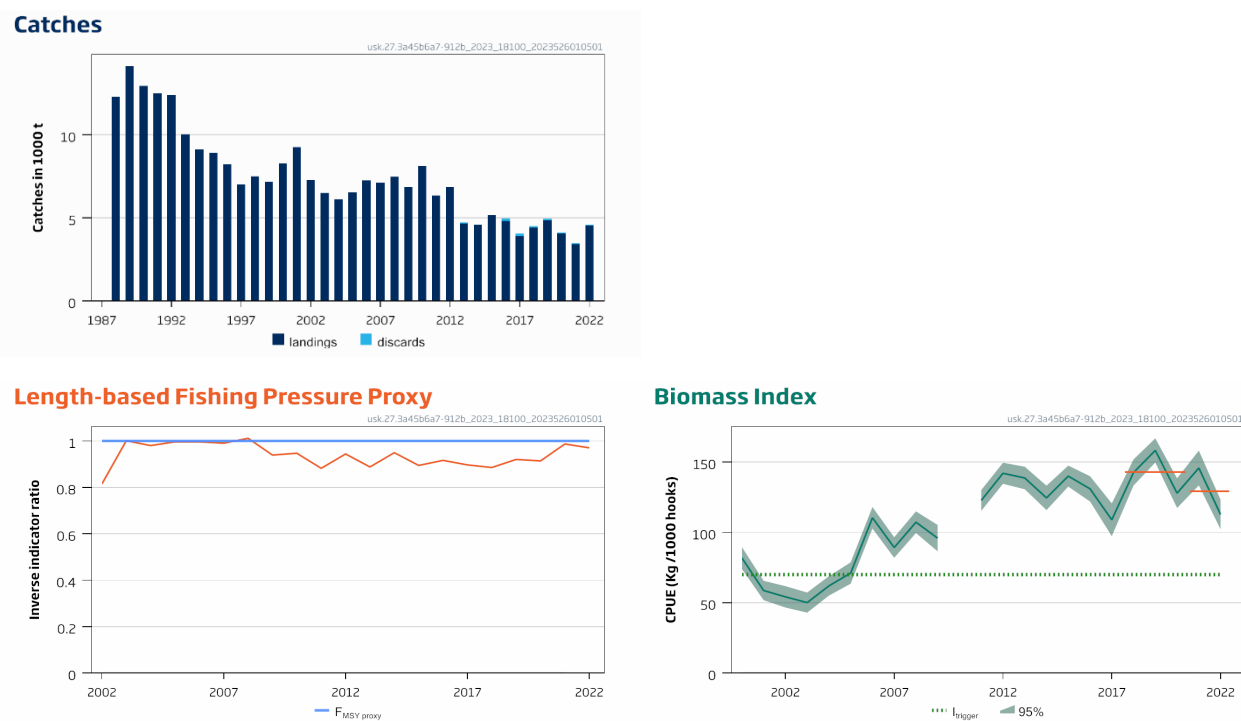 Catches
usk.27.3a45b6a7-912b_2023_18100_2023526010501
Catches in 1000 t
10
5
0
1987 1992 1997 2002 2007 2012 2017 2022
landings discards
Length-based Fishing Pressure Proxy
usk.27.3a45b6a7-912b_2023_18100_2023526010501
Inverse indicator ratio
1
0.8
0.6
0.4
0.2
0
2002 2007 2012 2017 2022
FMSY proxy
Biomass Index
usk.27.3a45b6a7-912b_2023_18100_2023526010501
CPUE (Kg /1000 hooks)
150
100
50
0
2002 2007 2012 2017 2022
Itrigger 95%